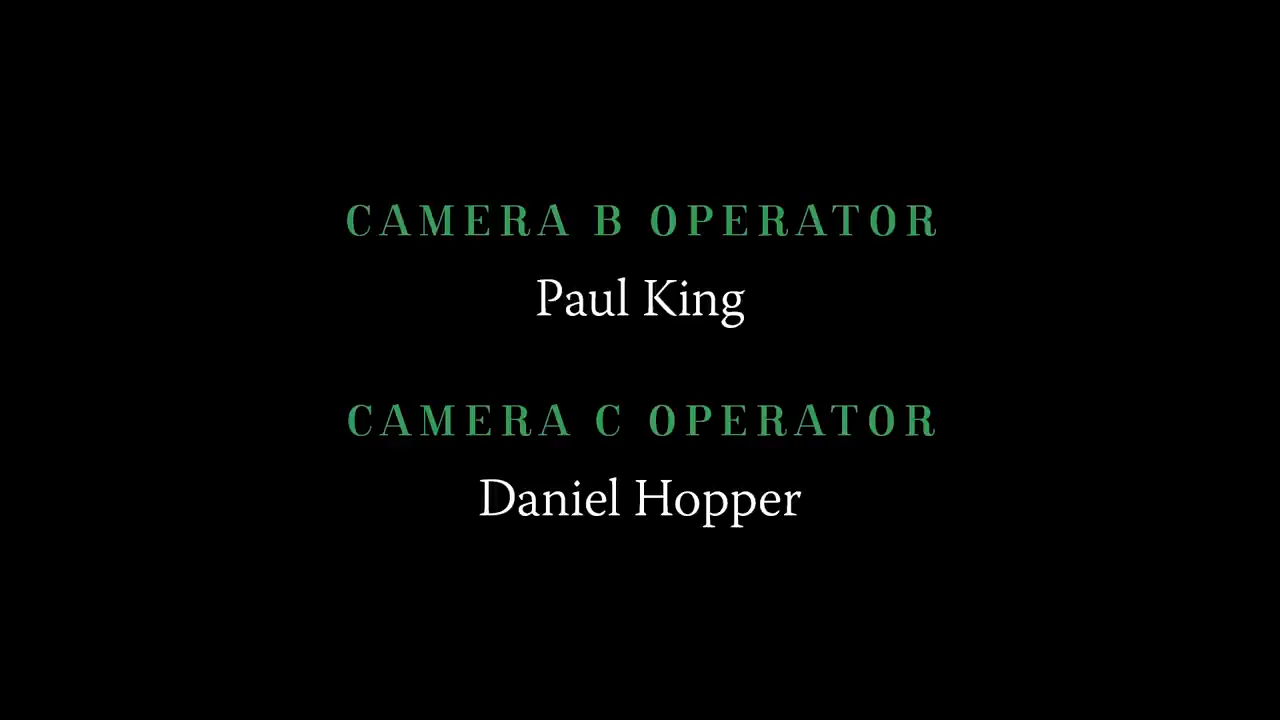 CAMERA B OPERATOR
Paul King
CAMERA C OPERATOR
Daniel Hopper